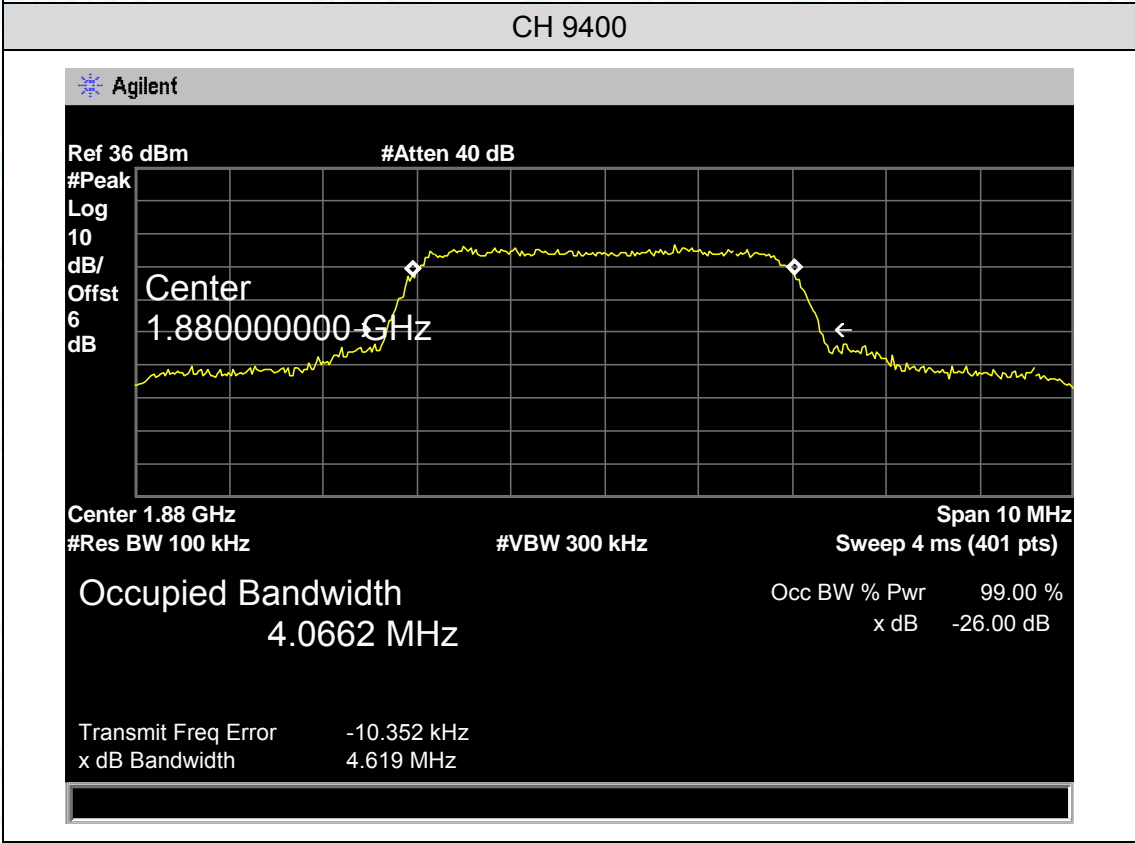 CH 9400
Agilent
Ref 36 dBm #Atten 40 dB
#Peak
Log
10
dB/
Offst
6
dB
Center
1.880000000 GHz
Center 1.88 GHz Span 10 MHz
#Res BW 100 kHz #VBW 300 kHz Sweep 4 ms (401 pts)
Occupied Bandwidth Occ BW % Pwr 99.00 %
4.0662 MHz x dB -26.00 dB
Transmit Freq Error -10.352 kHz
x dB Bandwidth 4.619 MHz